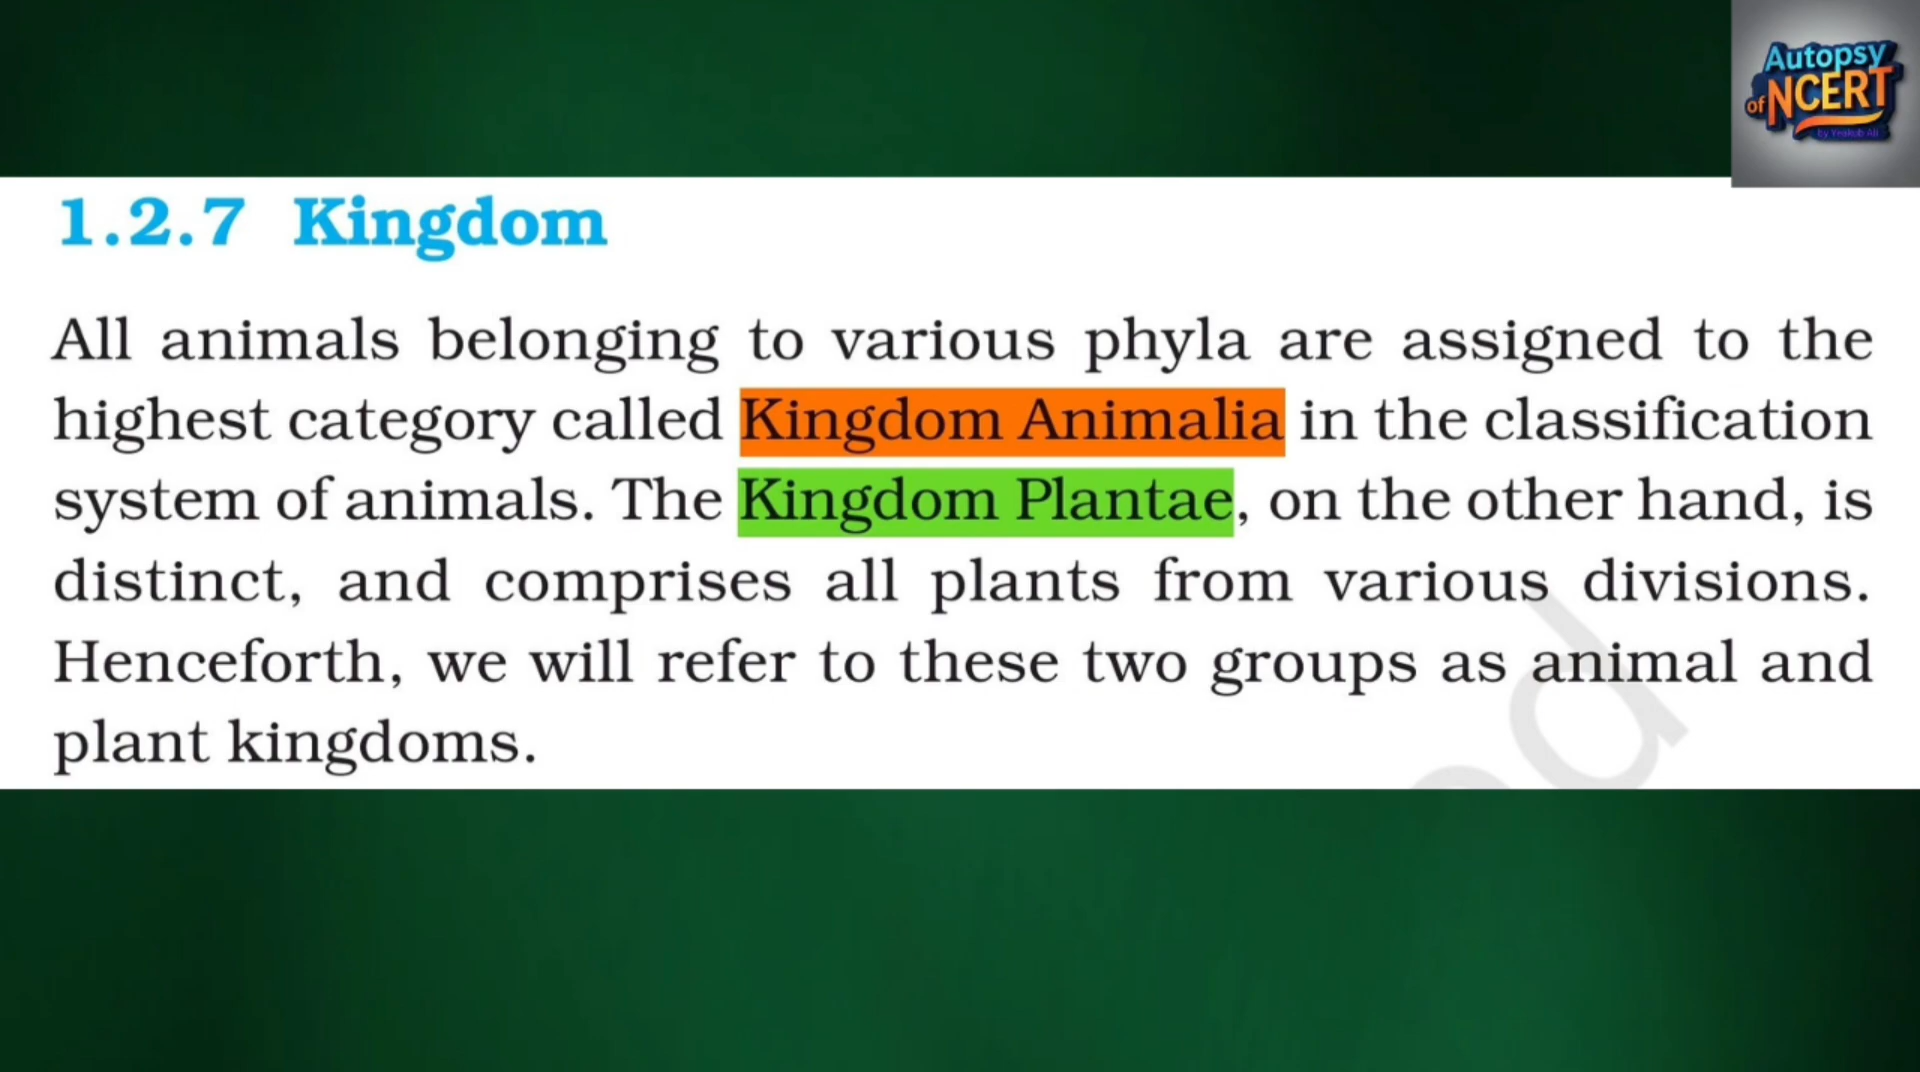 Autopsy
of NCERT
by Yeakub Ali
1.2.7 Kingdom
All animals belonging to various phyla are assigned to the
highest category called Kingdom Animalia in the classification
system of animals. The Kingdom Plantae, on the other hand, is
distinct, and comprises all plants from various divisions.
Henceforth, we will refer to these two groups as animal and
plant kingdoms.